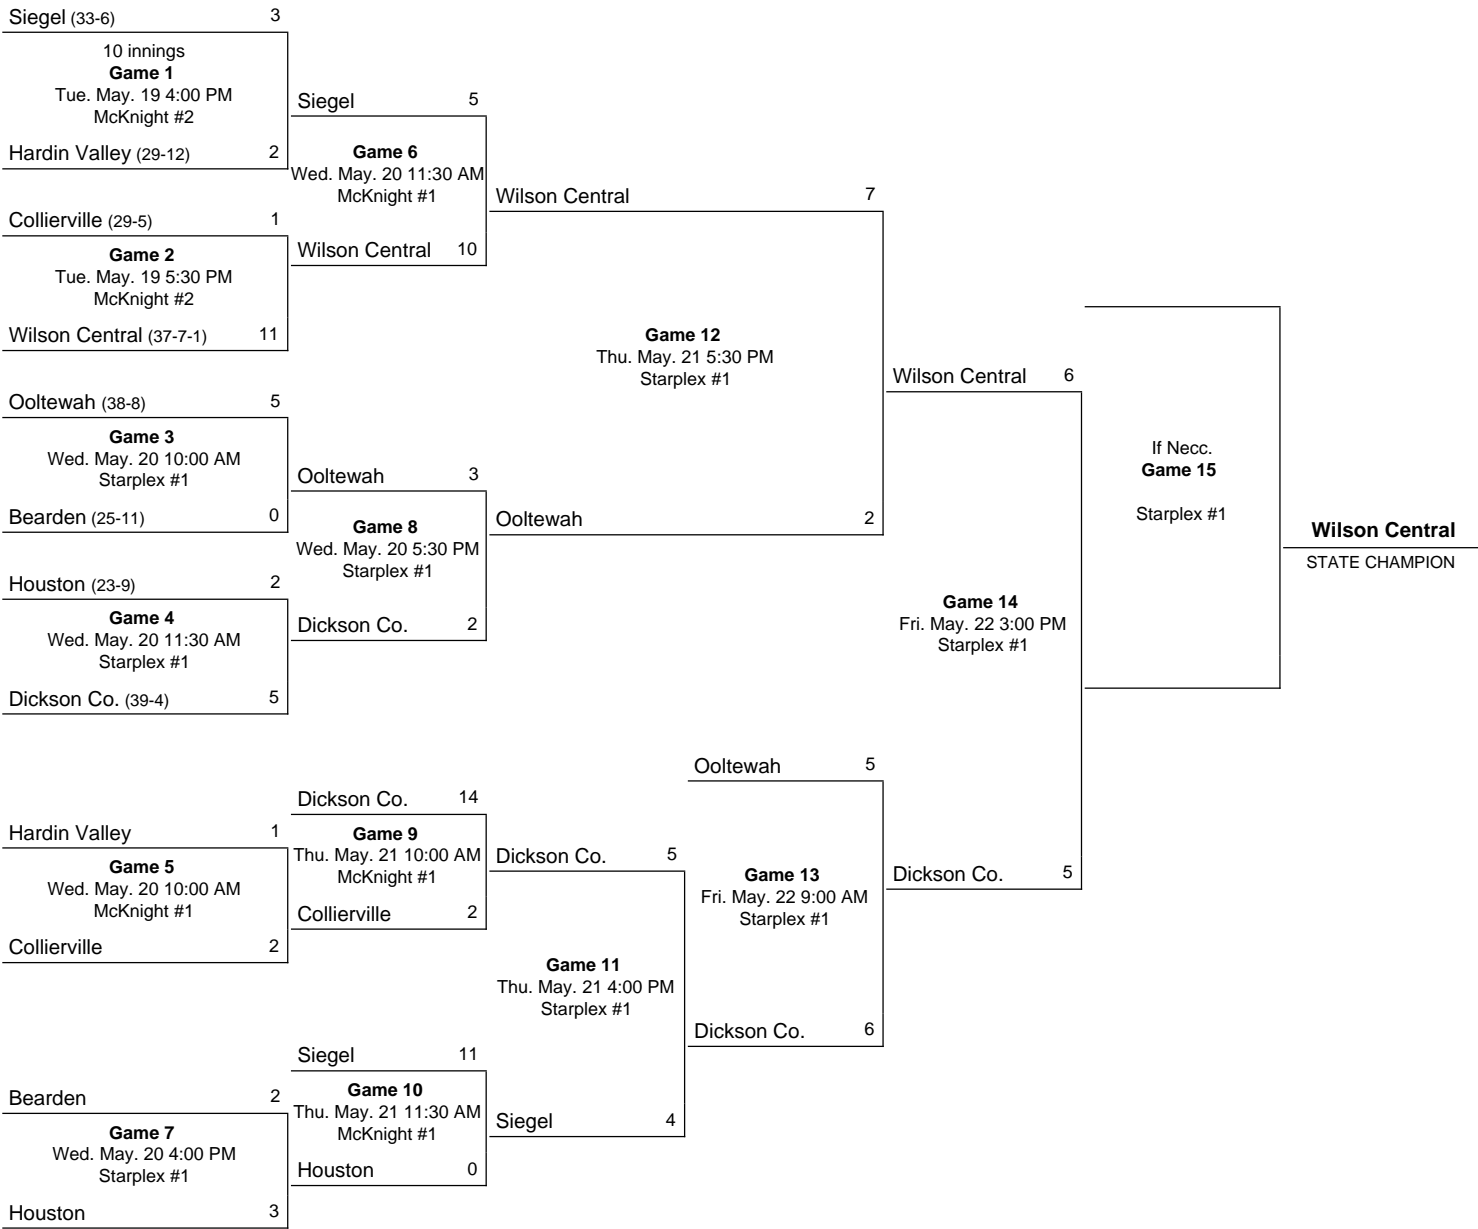 Siegel (33-6) 3
10 innings
Game 1
Tue. May. 19 4:00 PM
McKnight #2
Hardin Valley (29-12) 2
Collierville (29-5) 1
Game 2
Tue. May. 19 5:30 PM
McKnight #2
Wilson Central (37-7-1) 11
Ooltewah (38-8) 5
Game 3
Wed. May. 20 10:00 AM
Starplex #1
Bearden (25-11) 0
Houston (23-9) 2
Game 4
Wed. May. 20 11:30 AM
Starplex #1
Dickson Co. (39-4) 5
Hardin Valley 1
Game 5
Wed. May. 20 10:00 AM
McKnight #1
Collierville 2
Bearden 2
Game 7
Wed. May. 20 4:00 PM
Starplex #1
Houston 3
Siegel 5
Game 6
Wed. May. 20 11:30 AM
McKnight #1
Wilson Central 10
Ooltewah 3
Game 8
Wed. May. 20 5:30 PM
Starplex #1
Dickson Co. 2
Dickson Co. 14
Game 9
Thu. May. 21 10:00 AM
McKnight #1
Collierville 2
Siegel 11
Game 10
Thu. May. 21 11:30 AM
McKnight #1
Houston 0
Wilson Central 7
Game 12
Thu. May. 21 5:30 PM
Starplex #1
Ooltewah 2
Dickson Co. 5
Game 11
Thu. May. 21 4:00 PM
Starplex #1
Siegel 4
Ooltewah 5
Game 13
Fri. May. 22 9:00 AM
Starplex #1
Dickson Co. 6
Wilson Central 6
Game 14
Fri. May. 22 3:00 PM
Starplex #1
Dickson Co. 5
If Necc.
Game 15
Starplex #1
Wilson Central
STATE CHAMPION